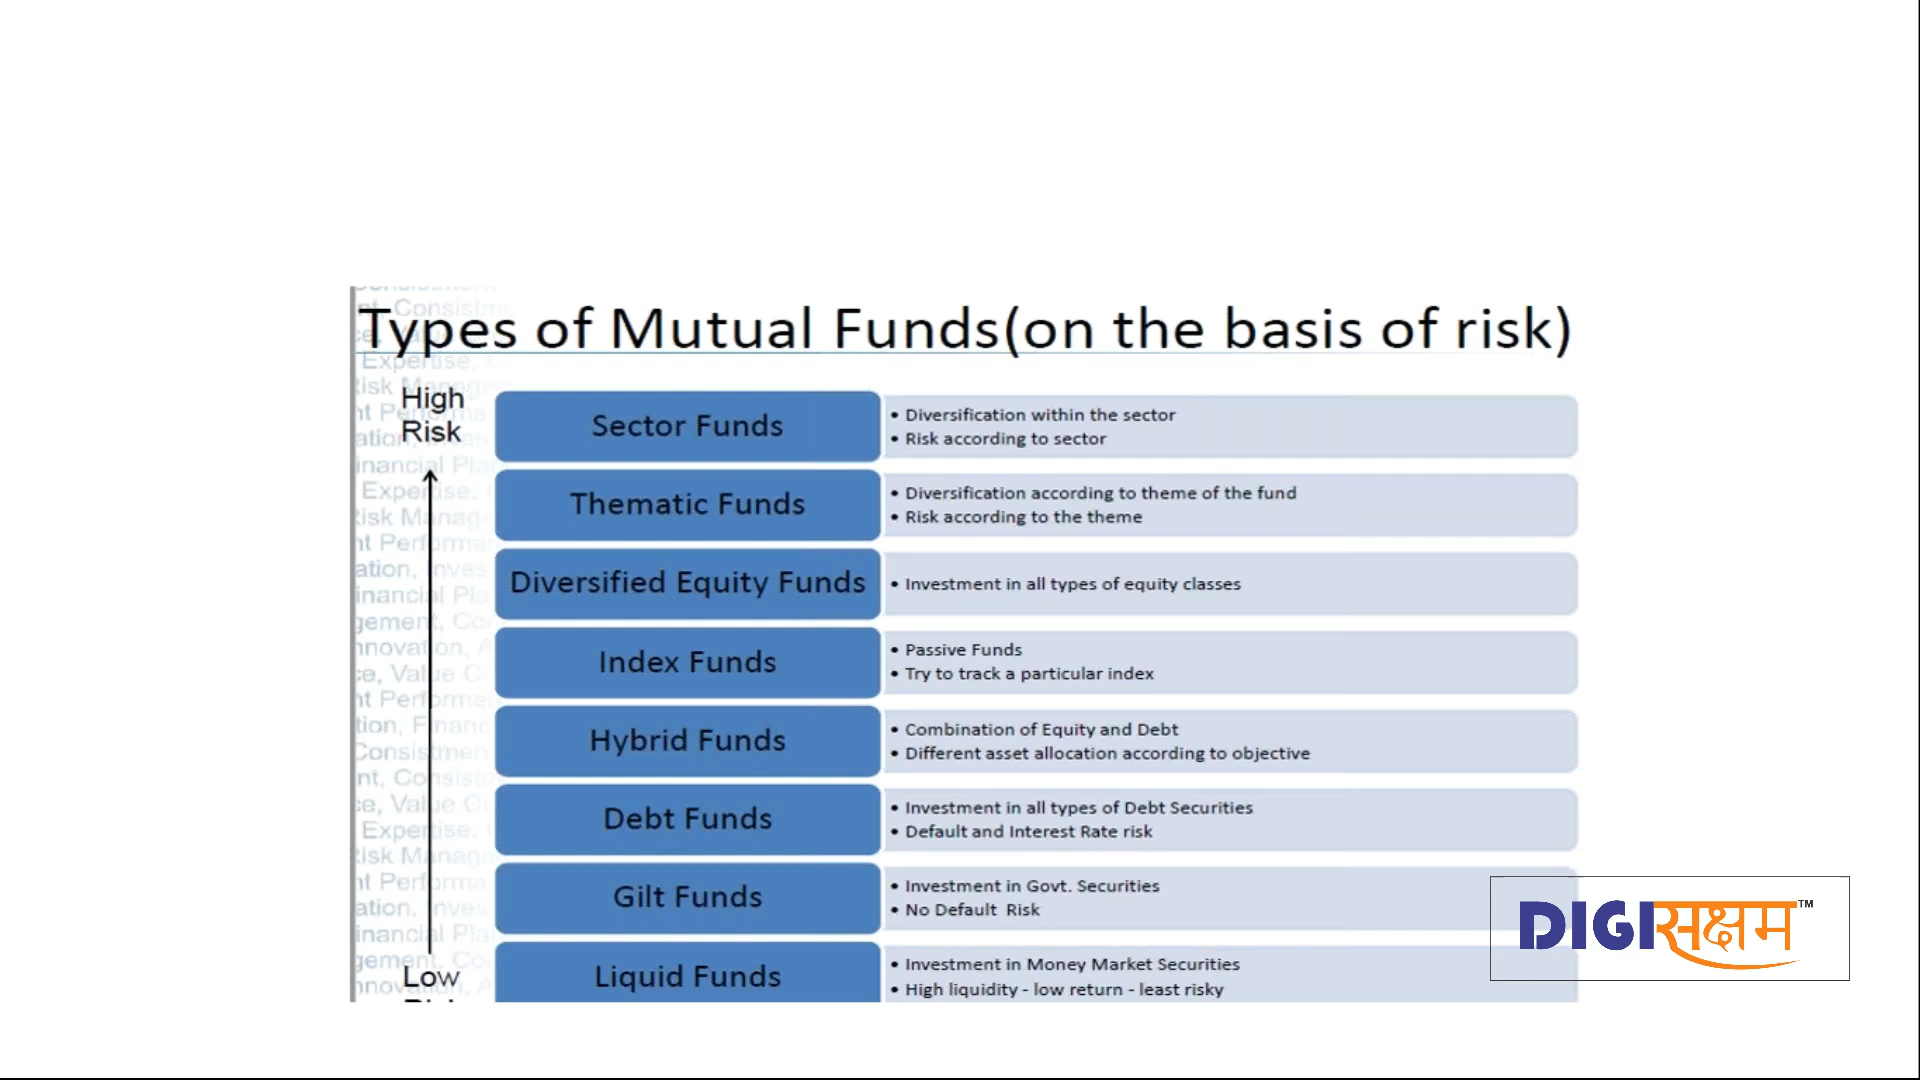 Types of Mutual Funds(on the basis of risk)
High
Risk
Sector Funds
• Diversification within the sector
• Risk according to sector
Thematic Funds
• Diversification according to theme of the fund
• Risk according to the theme
Diversified Equity Funds
• Investment in all types of equity classes
Index Funds
• Passive Funds
• Try to track a particular index
Hybrid Funds
• Combination of Equity and Debt
• Different asset allocation according to objective
Debt Funds
• Investment in all types of Debt Securities
• Default and Interest Rate risk
Gilt Funds
• Investment in Govt. Securities
• No Default Risk
Low
Liquid Funds
• Investment in Money Market Securities
• High liquidity - low return - least risky
DIGIसक्षम™